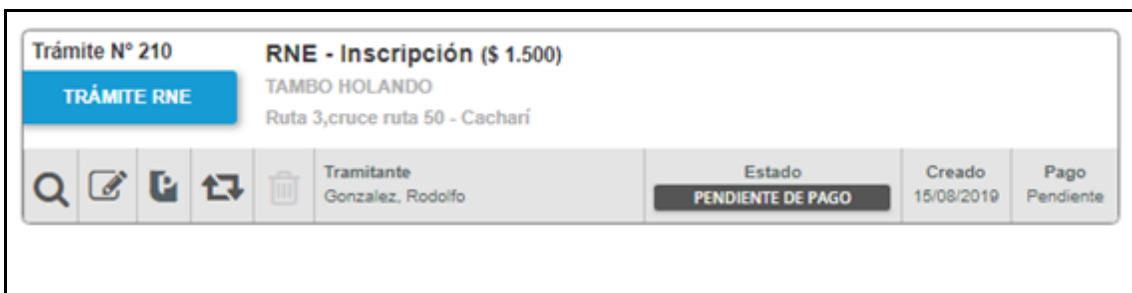 Trámite Nº 210
RNE - Inscripción ($ 1.500)
TRÁMITE RNE
TAMBO HOLANDO
Ruta 3,cruce ruta 50 - Cacharí
Tramitante
Gonzalez, Rodolfo
Estado
PENDIENTE DE PAGO
Creado
15/08/2019
Pago
Pendiente